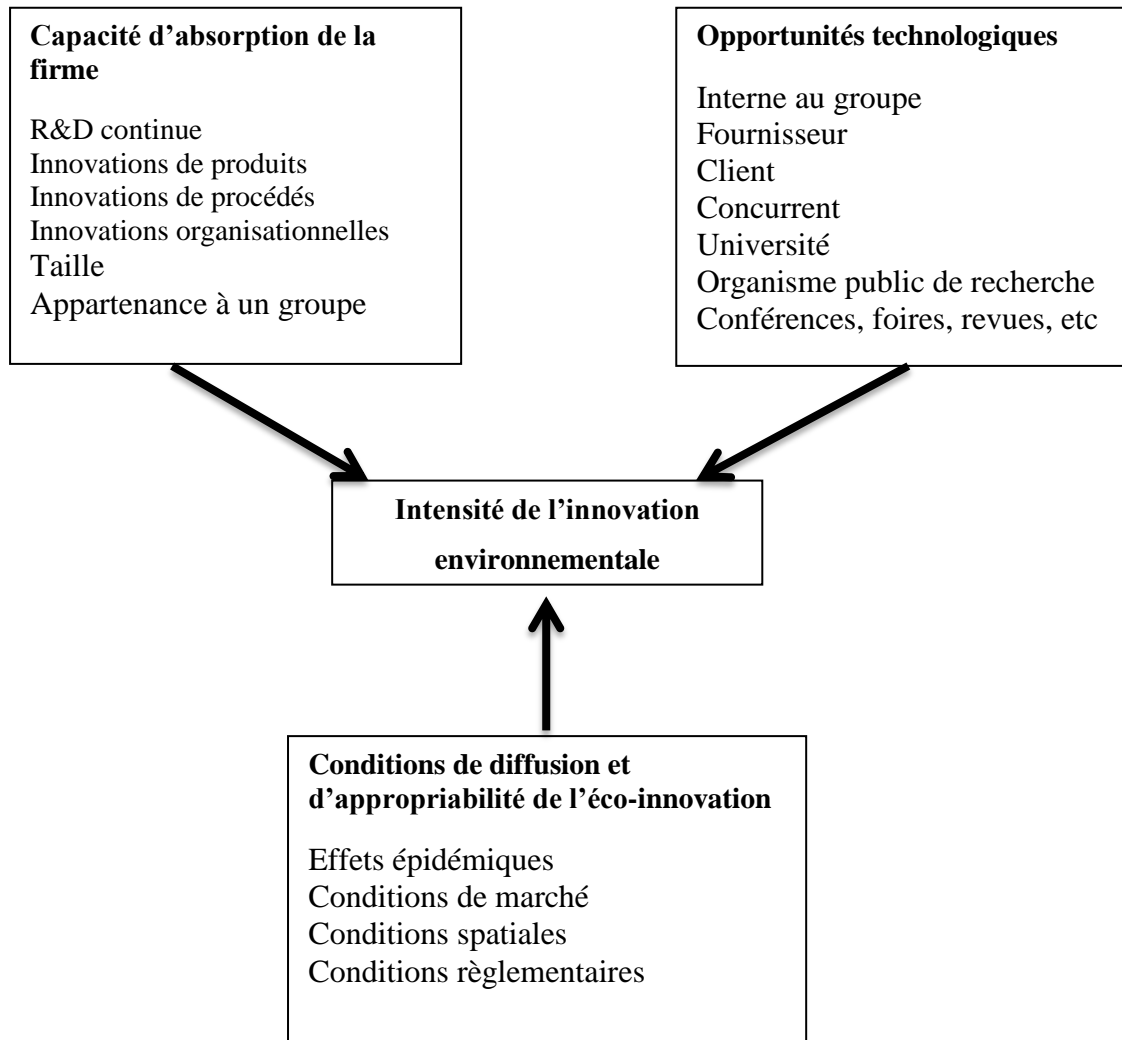 Capacité d’absorption de la
firme
R&D continue
Innovations de produits
Innovations de procédés
Innovations organisationnelles
Taille
Appartenance à un groupe
Opportunités technologiques
Interne au groupe
Fournisseur
Client
Concurrent
Université
Organisme public de recherche
Conférences, foires, revues, etc
Intensité de l’innovation
environnementale
Conditions de diffusion et
d’appropriabilité de l’éco-innovation
Effets épidémiques
Conditions de marché
Conditions spatiales
Conditions règlementaires